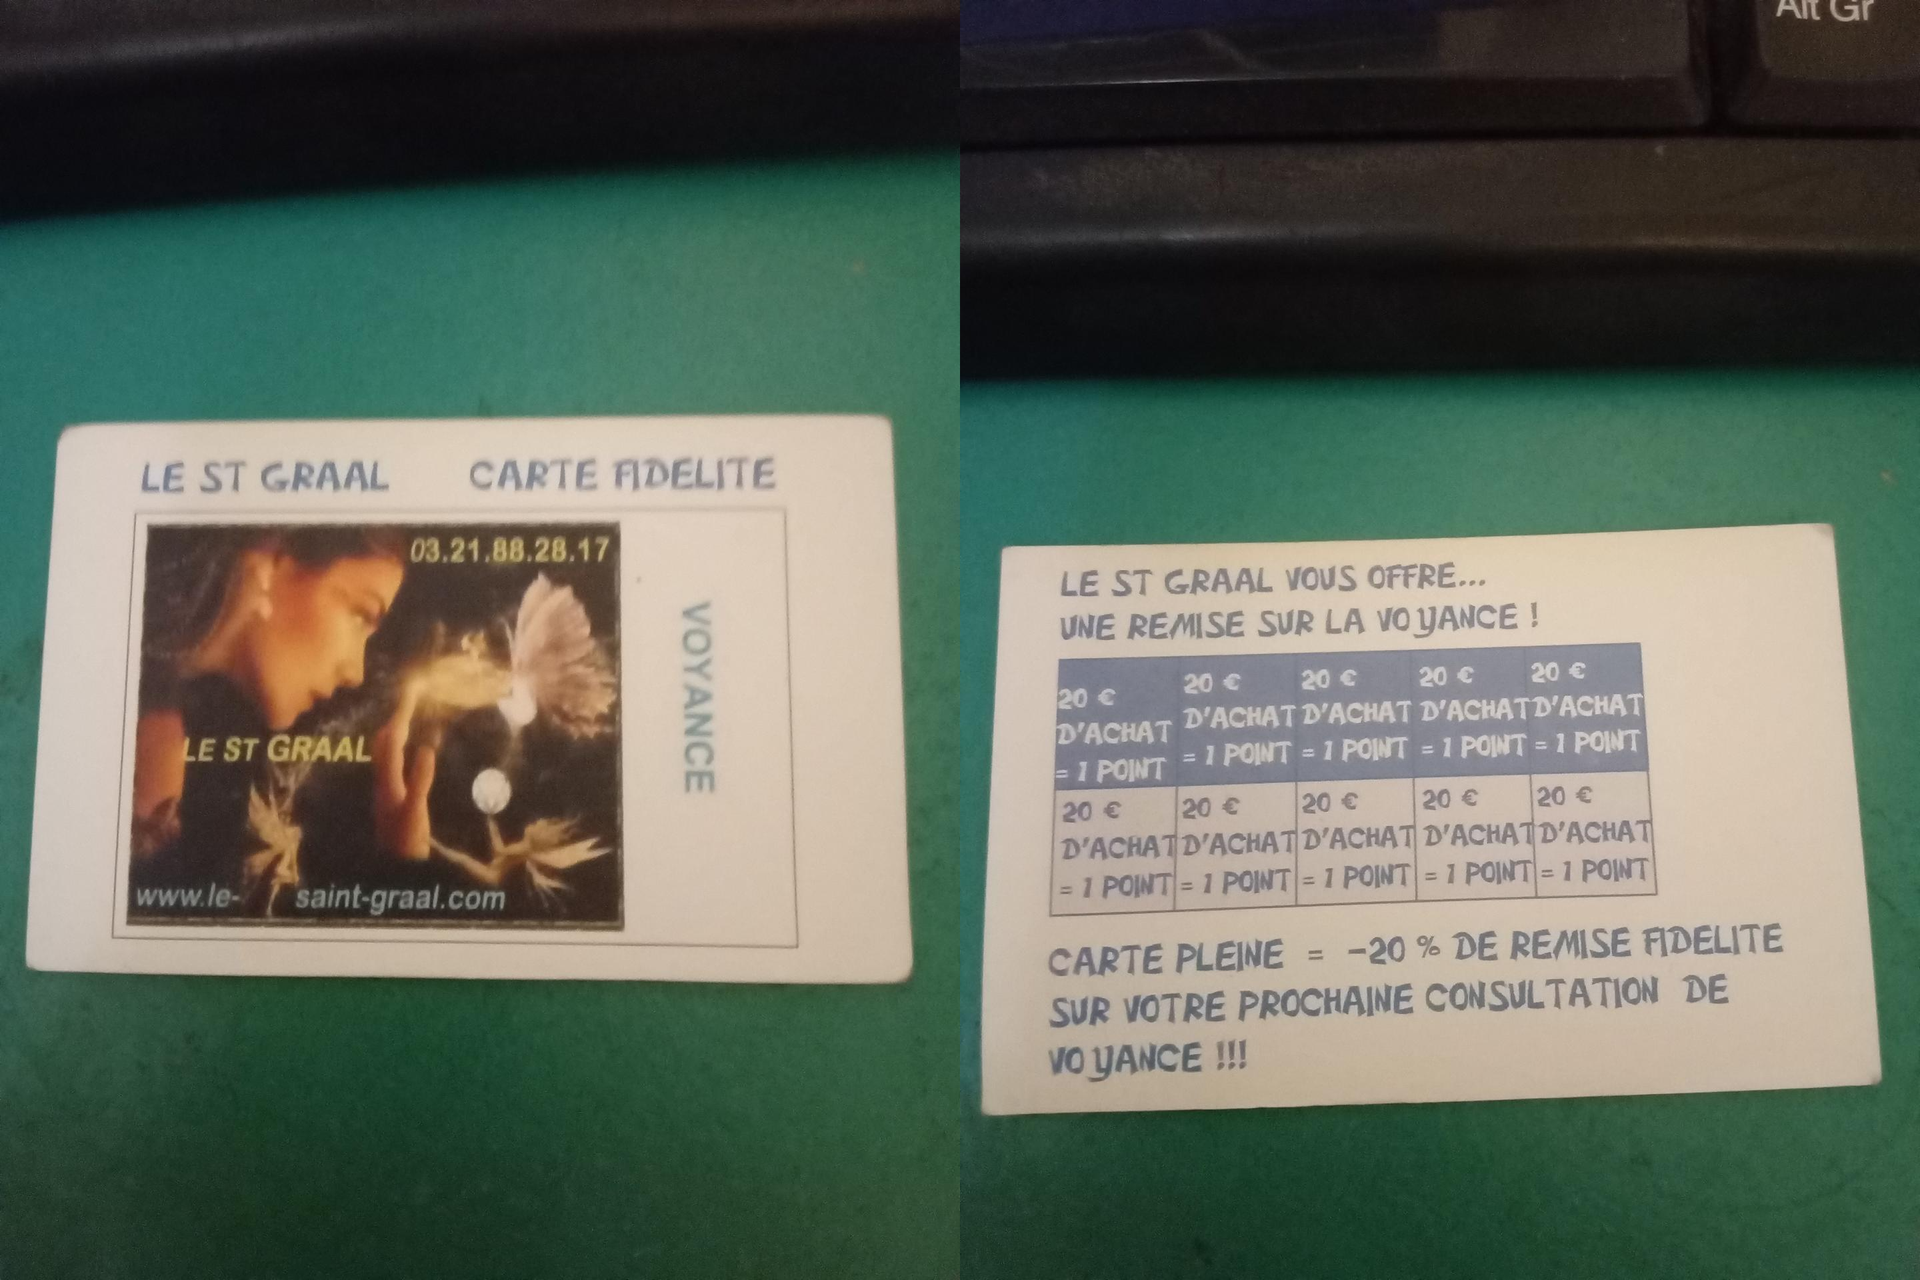 LE ST GRAAL CARTE FIDELITE
03.21.88.28.17
LE ST GRAAL
www.le- saint-graal.com
VOYANCE
Alt Gr
LE ST GRAAL VOUS OFFRE...
UNE REMISE SUR LA VOYANCE !
20 € 20 € 20 € 20 € 20 €
D'ACHAT D'ACHAT D'ACHAT D'ACHAT D'ACHAT
= 1 POINT = 1 POINT = 1 POINT = 1 POINT = 1 POINT
20 € 20 € 20 € 20 € 20 €
D'ACHAT D'ACHAT D'ACHAT D'ACHAT D'ACHAT
= 1 POINT = 1 POINT = 1 POINT = 1 POINT = 1 POINT
CARTE PLEINE = -20 % DE REMISE FIDELITE
SUR VOTRE PROCHAINE CONSULTATION DE
VOYANCE !!!